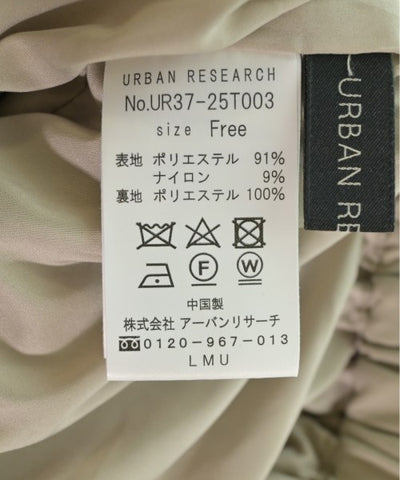 URBAN RESEARCH
No.UR37-25T003
size Free
表地 ポリエステル 91%
ナイロン 9%
裏地 ポリエステル 100%
F W
中国製
株式会社 アーバンリサーチ
0120-967-013
LMU
URBAN RE